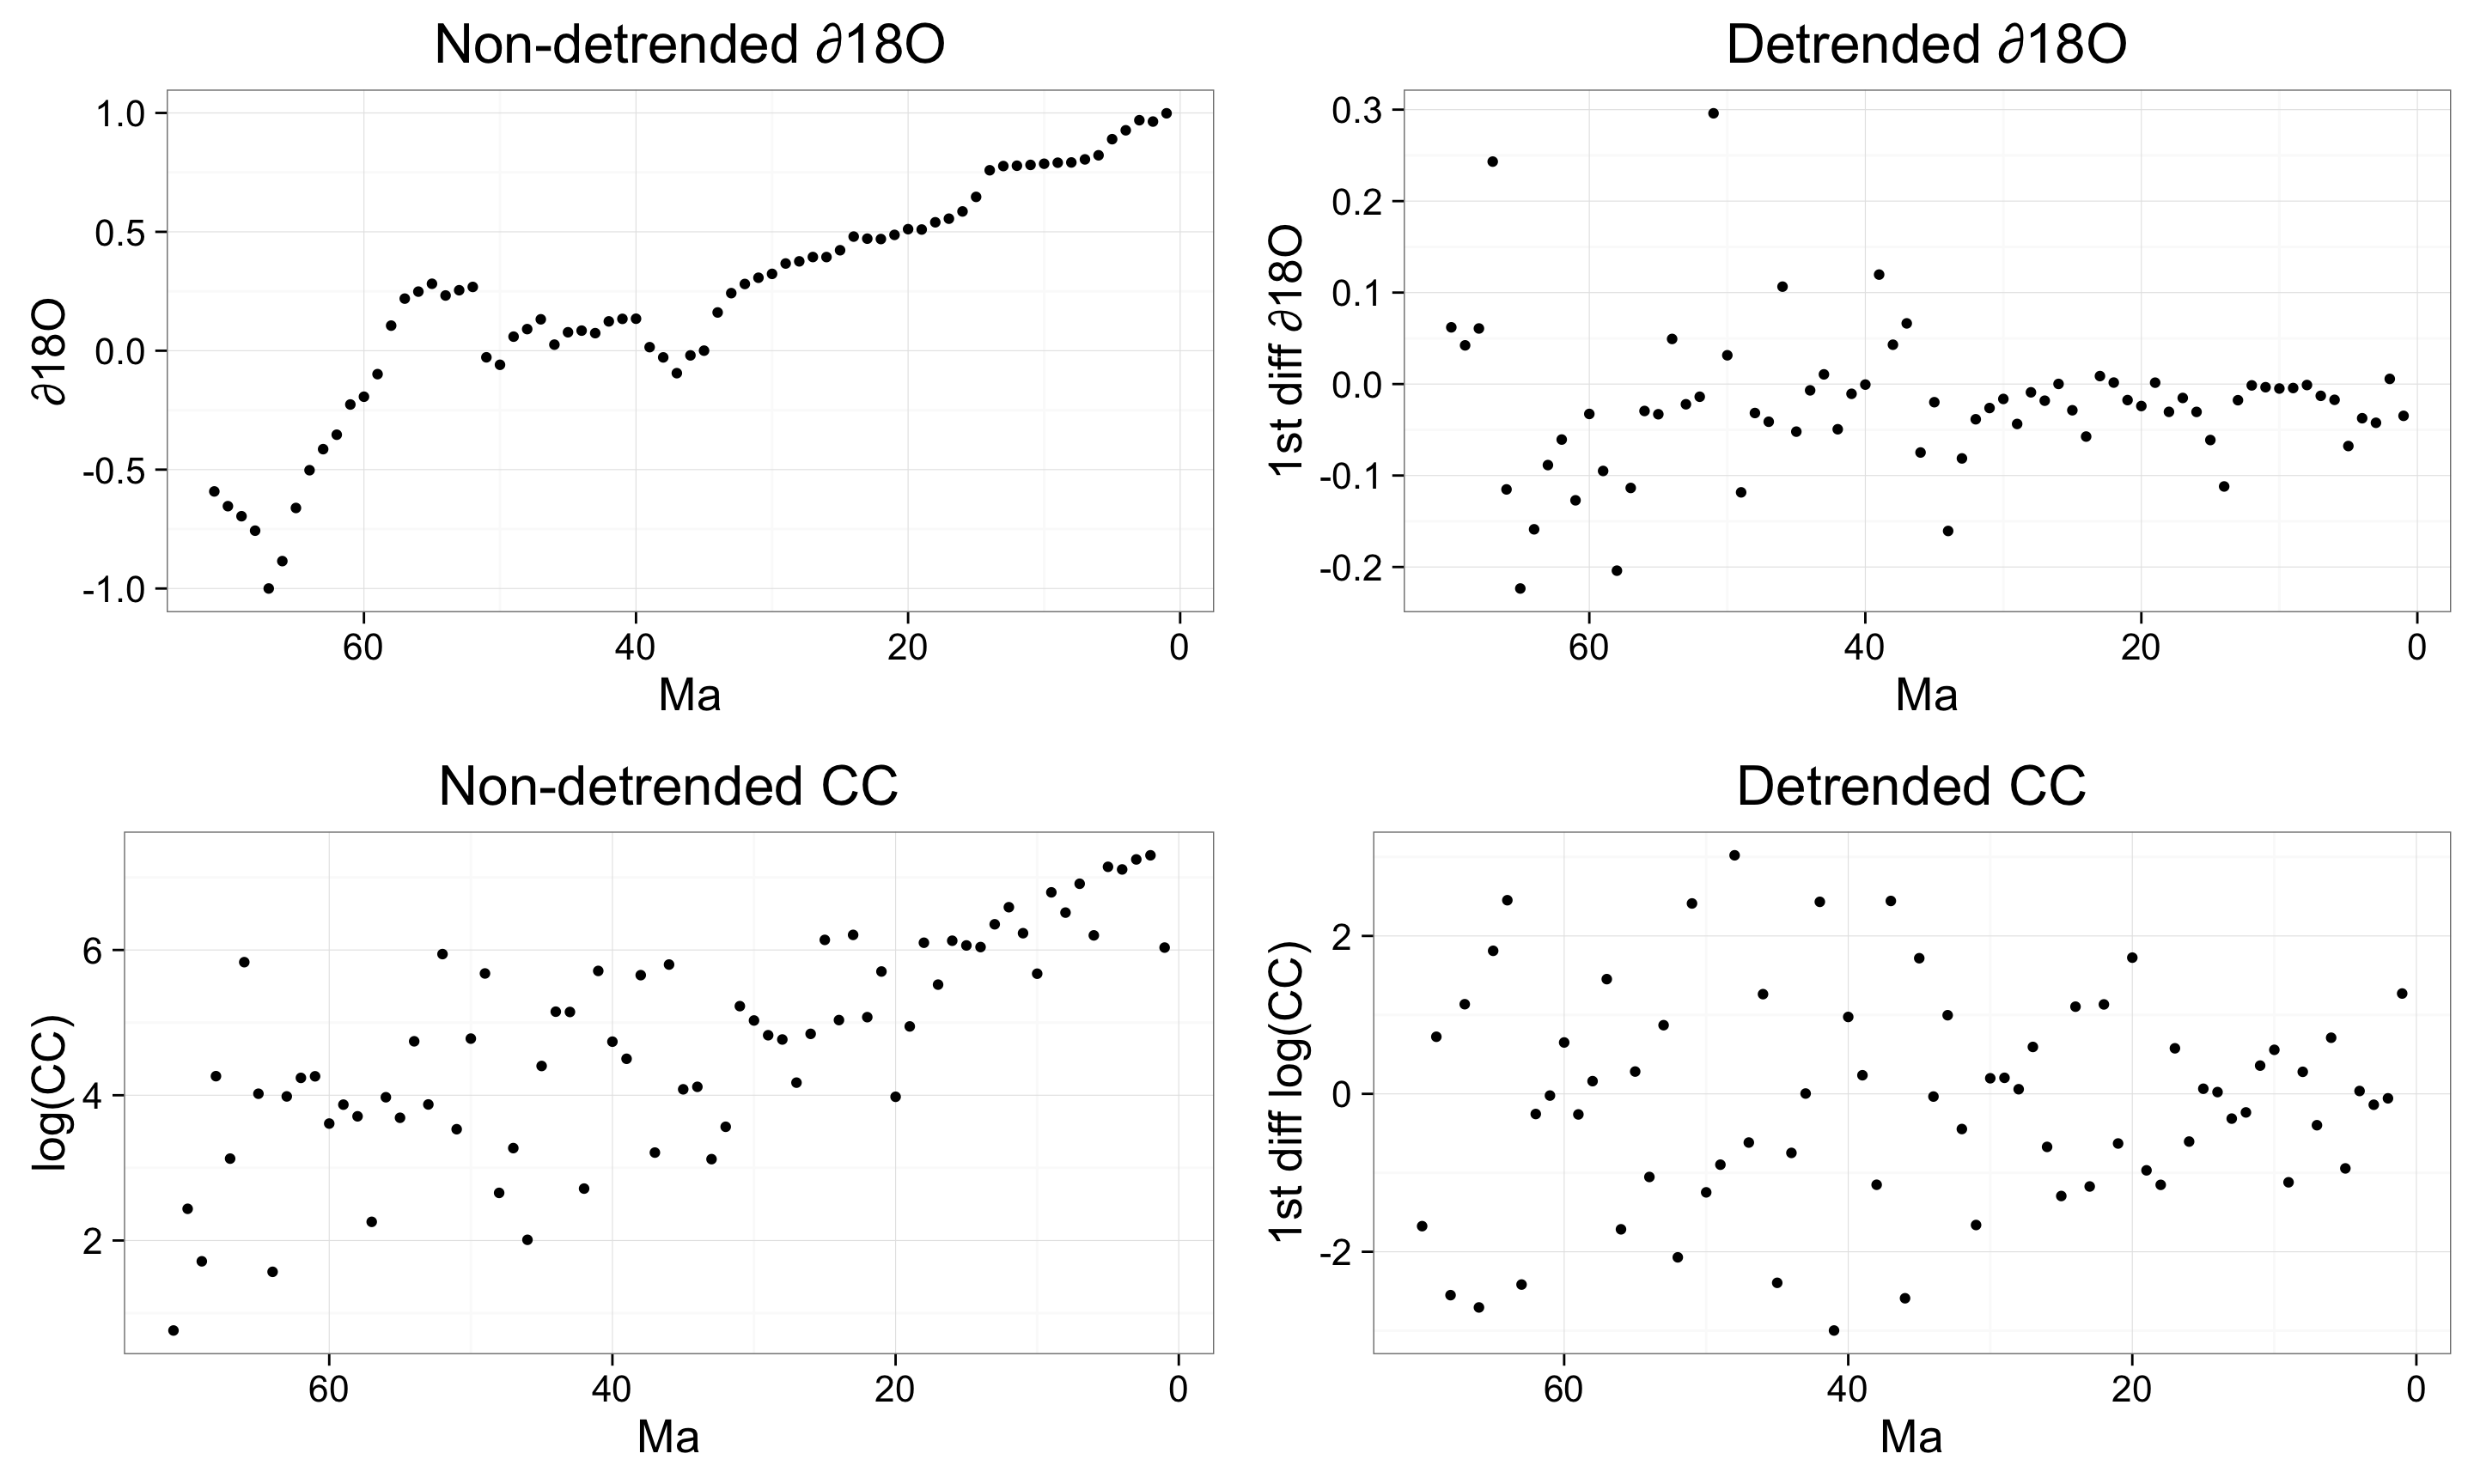 Non-detrended ∂18O
∂18O
1.0
0.5
0.0
-0.5
-1.0
60 40 20 0
Ma
Detrended ∂18O
1st diff ∂18O
0.3
0.2
0.1
0.0
-0.1
-0.2
60 40 20 0
Ma
Non-detrended CC
log(CC)
6
4
2
60 40 20 0
Ma
Detrended CC
1st diff log(CC)
2
0
-2
60 40 20 0
Ma